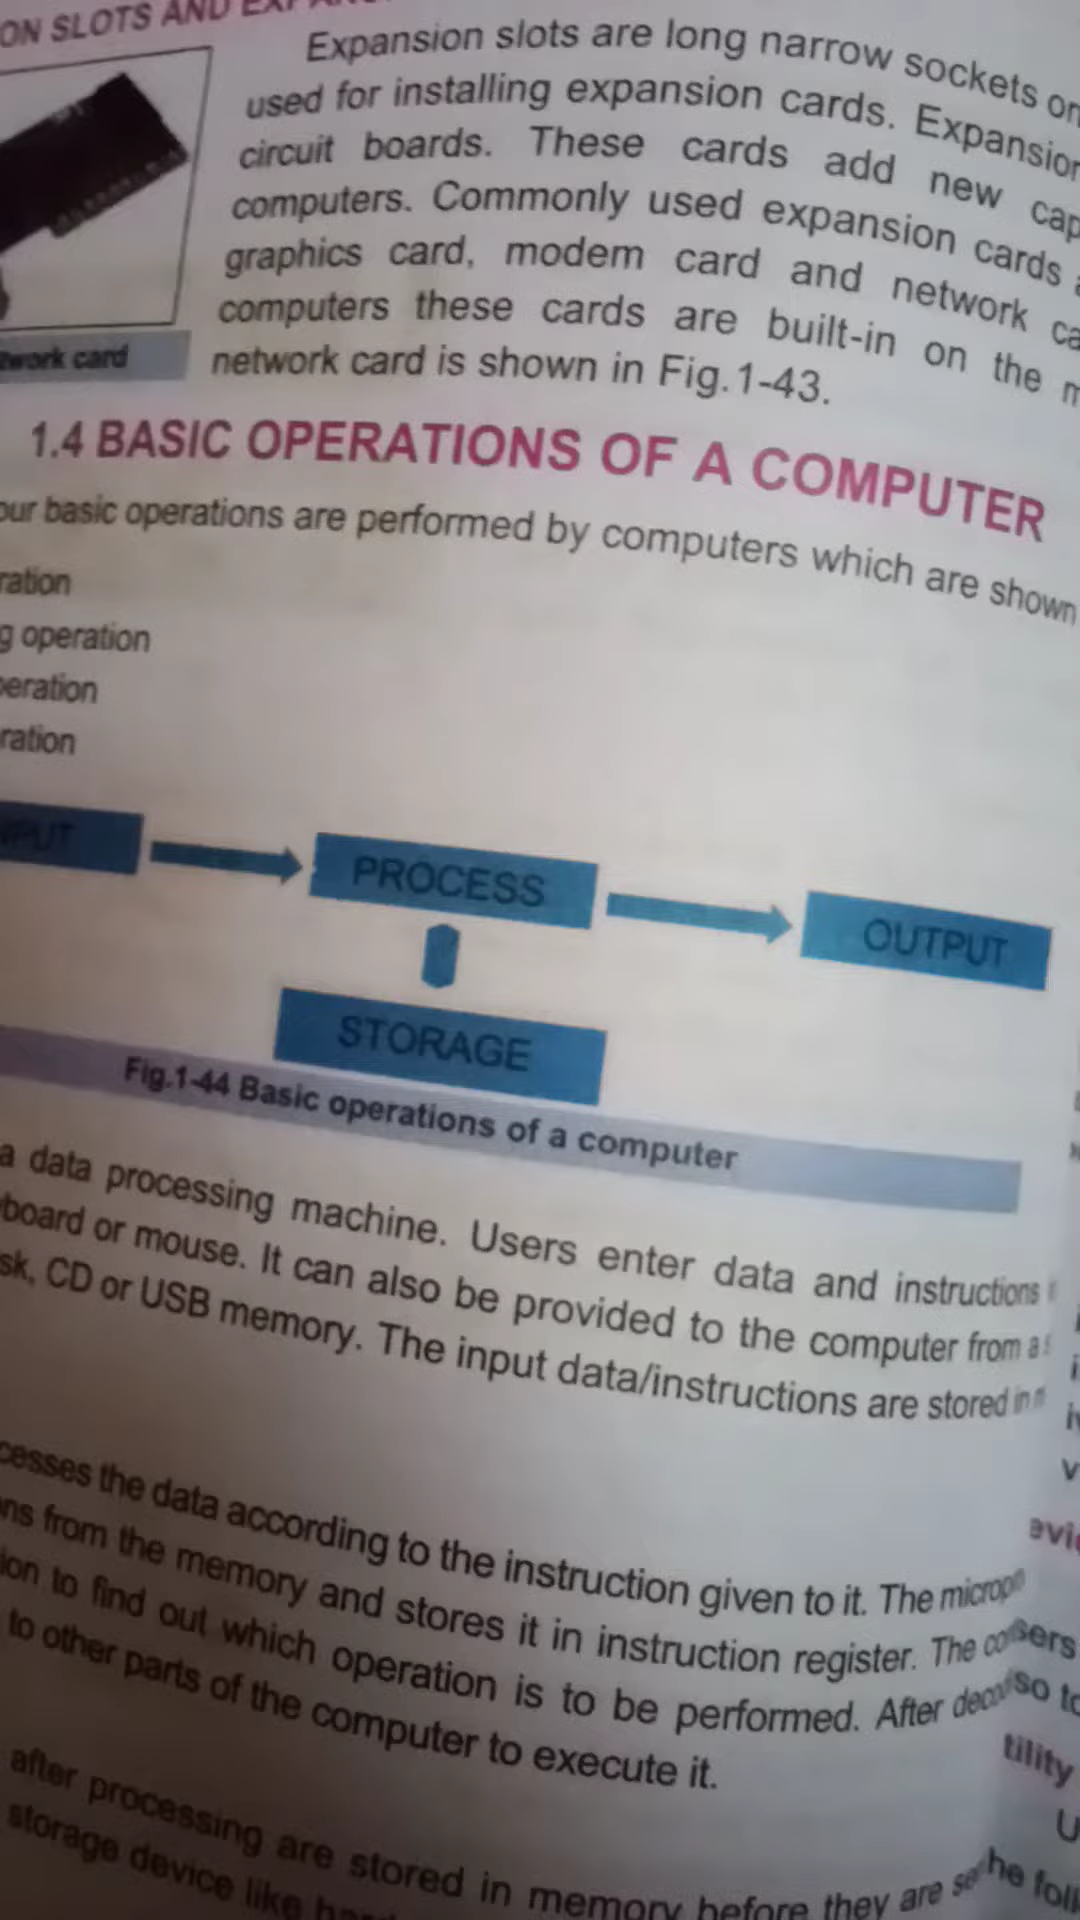 ON SLOTS AND
Expansion slots are long narrow sockets on
used for installing expansion cards. Expansion
circuit boards. These cards add new cap
computers. Commonly used expansion cards
graphics card, modem card and network ca
computers these cards are built-in on the m
network card is shown in Fig.1-43.
twork card
1.4 BASIC OPERATIONS OF A COMPUTER
our basic operations are performed by computers which are shown
ration
g operation
peration
ration
NPUT
PROCESS
OUTPUT
STORAGE
Fig.1-44 Basic operations of a computer
a data processing machine. Users enter data and instructions
board or mouse. It can also be provided to the computer from a
sk, CD or USB memory. The input data/instructions are stored in
cesses the data according to the instruction given to it. The microp
ns from the memory and stores it in instruction register. The co
ion to find out which operation is to be performed. After deco
to other parts of the computer to execute it.
after processing are stored in memory before they are se
storage device like
sers
so to
tility
U
he foll